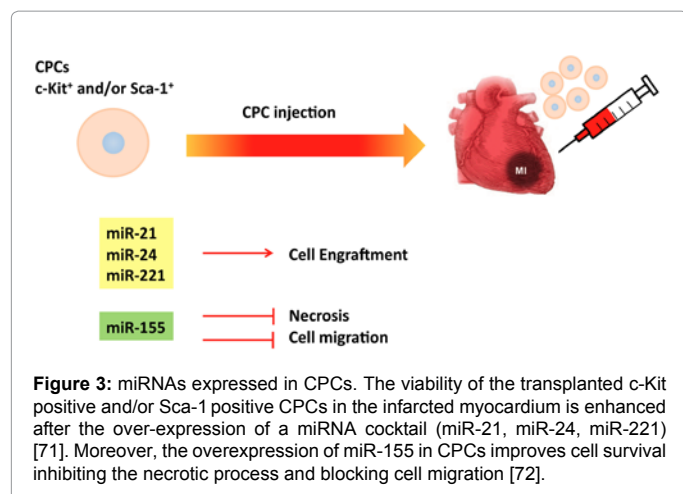 CPCs
c-Kit⁺ and/or Sca-1⁺
CPC injection
MI
miR-21
miR-24
miR-221
Cell Engraftment
miR-155
Necrosis
Cell migration
Figure 3: miRNAs expressed in CPCs. The viability of the transplanted c-Kit
positive and/or Sca-1 positive CPCs in the infarcted myocardium is enhanced
after the over-expression of a miRNA cocktail (miR-21, miR-24, miR-221)
[71]. Moreover, the overexpression of miR-155 in CPCs improves cell survival
inhibiting the necrotic process and blocking cell migration [72].